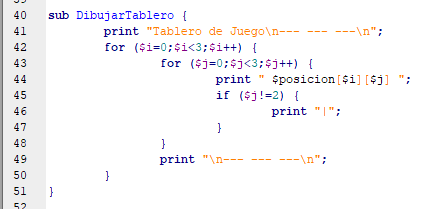 40 sub DibujarTablero {
41 print "Tablero de Juego\n--- --- ---\n";
42 for ($i=0;$i<3;$i++) {
43 for ($j=0;$j<3;$j++) {
44 print " $posicion[$i][$j] ";
45 if ($j!=2) {
46 print "|";
47 }
48 }
49 print "\n--- --- ---\n";
50 }
51 }